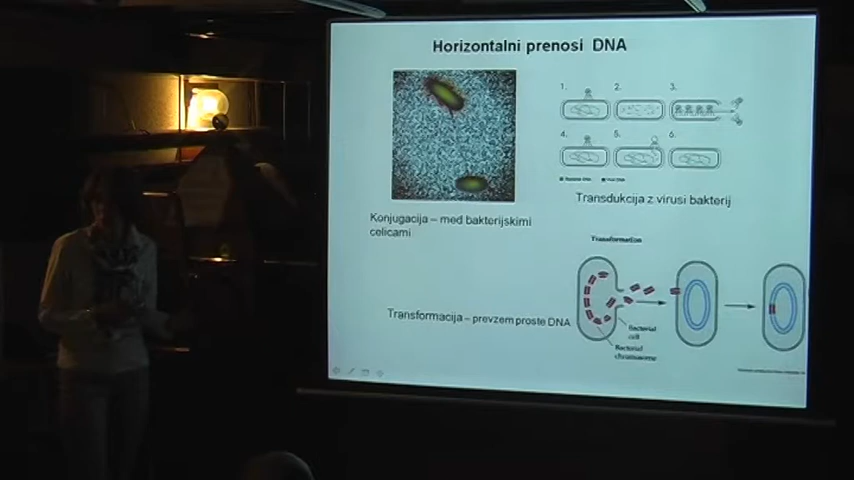 Horizontalni prenosi DNA
1. 2. 3.
4. 5. 6.
Transdukcija z virusi bakterij
Konjugacija – med bakterijskimi
celicami
Transformation
Transformacija – prevzem proste DNA
Bacterial
cell
Bacterial
chromosome